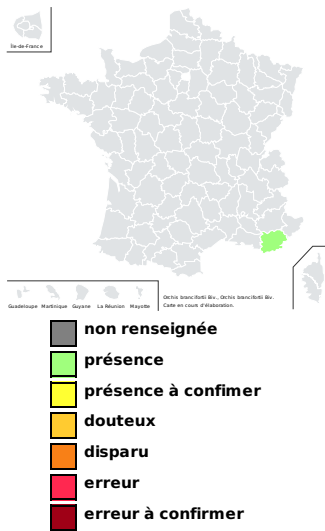 Île-de-France
Orchis brancifortii Biv., Orchis brancifortii Biv.
Carte en cours d'élaboration.
Guadeloupe Martinique Guyane La Réunion Mayotte
non renseignée
présence
présence à confimer
douteux
disparu
erreur
erreur à confirmer